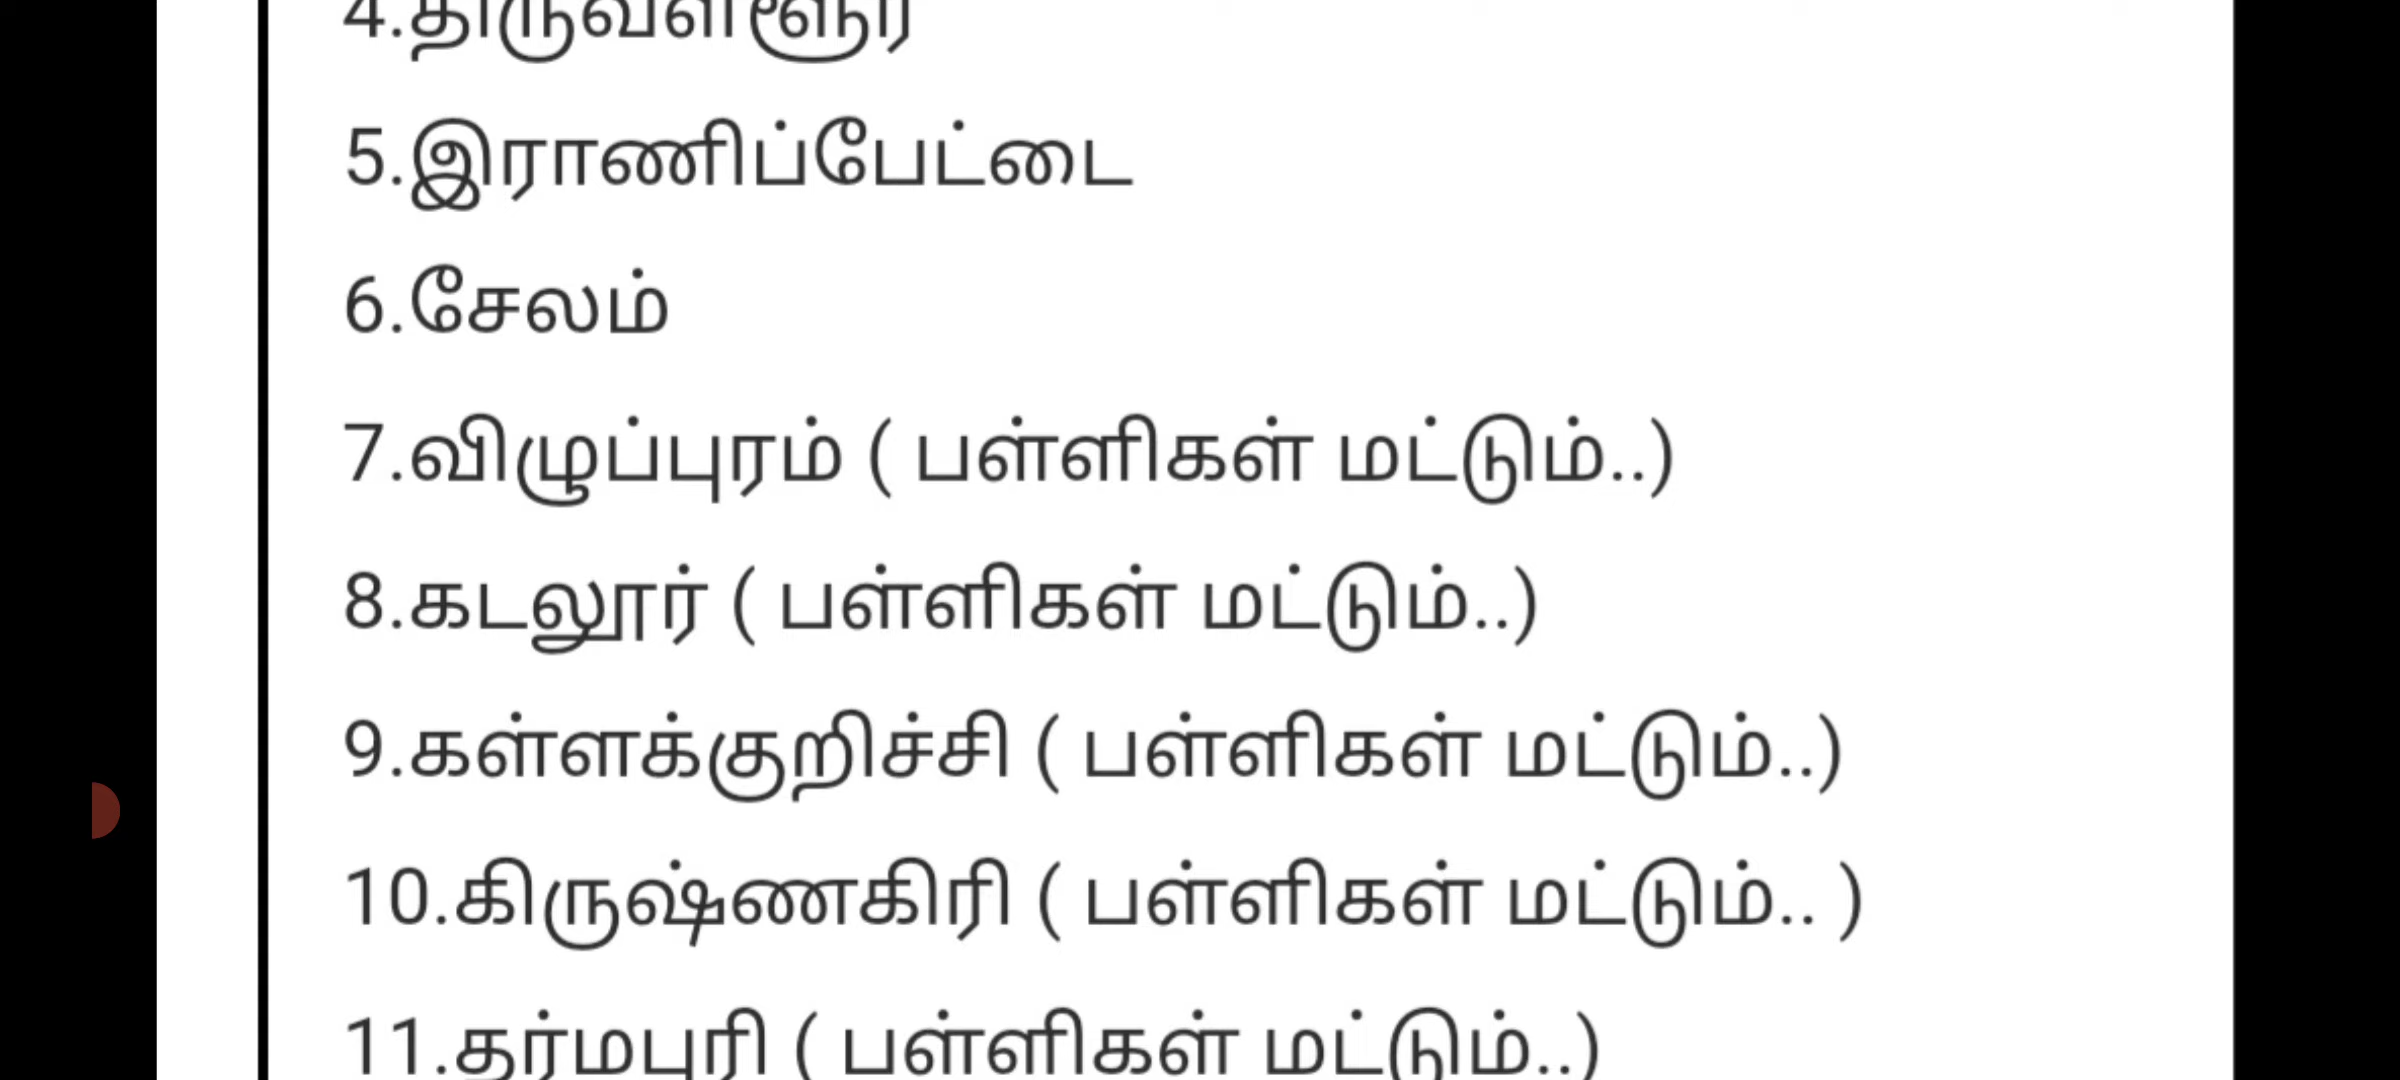 4.திருவள்ளூர்
5.இராணிப்பேட்டை
6.சேலம்
7.விழுப்புரம் ( பள்ளிகள் மட்டும்..)
8.கடலூர் ( பள்ளிகள் மட்டும்..)
9.கள்ளக்குறிச்சி ( பள்ளிகள் மட்டும்..)
10.கிருஷ்ணகிரி ( பள்ளிகள் மட்டும்.. )
11.தர்மபுரி ( பள்ளிகள் மட்டும்..)